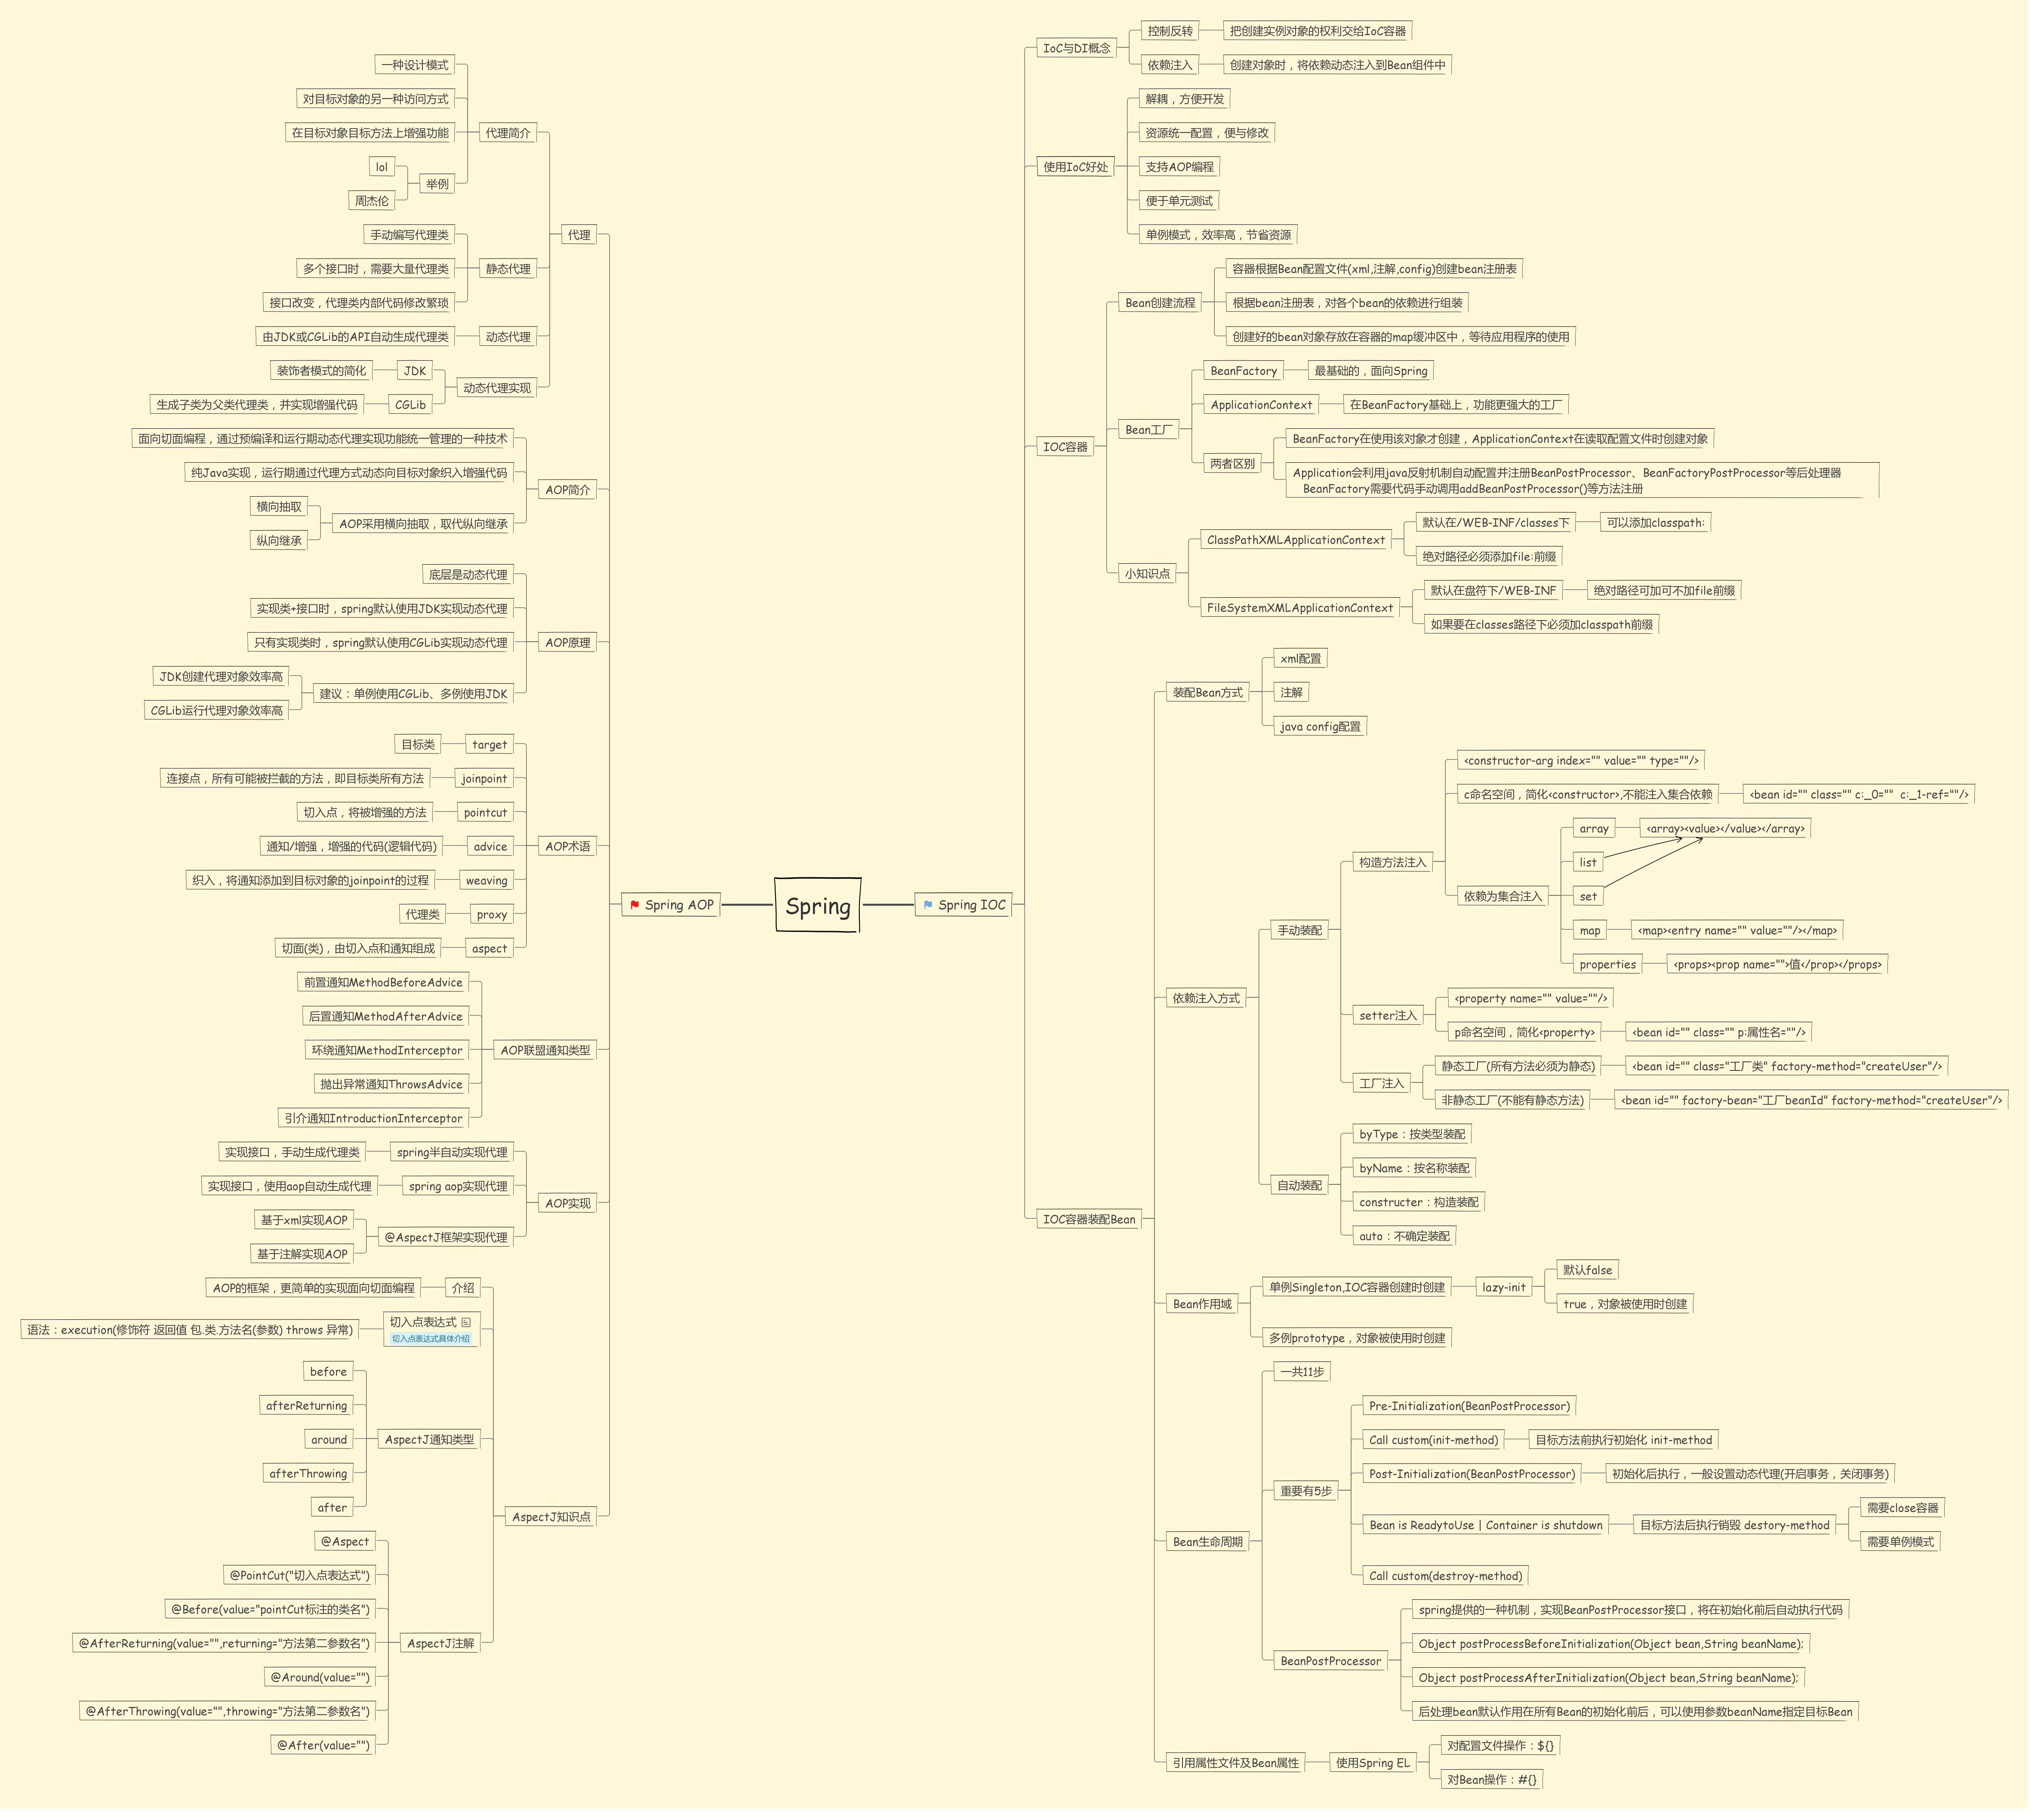 Spring
Spring IOC
IoC与DI概念
控制反转
把创建实例对象的权利交给IoC容器
依赖注入
创建对象时，将依赖动态注入到Bean组件中
使用IoC好处
解耦，方便开发
资源统一配置，便与修改
支持AOP编程
便于单元测试
单例模式，效率高，节省资源
IOC容器
Bean创建流程
容器根据Bean配置文件(xml,注解,config)创建bean注册表
根据bean注册表，对各个bean的依赖进行组装
创建好的bean对象存放在容器的map缓冲区中，等待应用程序的使用
Bean工厂
BeanFactory
最基础的，面向Spring
ApplicationContext
在BeanFactory基础上，功能更强大的工厂
两者区别
BeanFactory在使用该对象才创建，ApplicationContext在读取配置文件时创建对象
Application会利用java反射机制自动配置并注册BeanPostProcessor、BeanFactoryPostProcessor等后处理器
BeanFactory需要代码手动调用addBeanPostProcessor()等方法注册
小知识点
ClassPathXMLApplicationContext
默认在/WEB-INF/classes下
可以添加classpath:
绝对路径必须添加file:前缀
FileSystemXMLApplicationContext
默认在盘符下/WEB-INF
绝对路径可加可不加file前缀
如果要在classes路径下必须加classpath前缀
IOC容器装配Bean
装配Bean方式
xml配置
注解
java config配置
依赖注入方式
手动装配
构造方法注入
<constructor-arg index="" value="" type=""/>
c命名空间，简化<constructor>,不能注入集合依赖
<bean id="" class="" c:_0=""  c:_1-ref=""/>
依赖为集合注入
array
<array><value></value></array>
list
set
map
<map><entry name="" value=""/></map>
properties
<props><prop name="">值</prop></props>
setter注入
<property name="" value=""/>
p命名空间，简化<property>
<bean id="" class="" p:属性名=""/>
工厂注入
静态工厂(所有方法必须为静态)
<bean id="" class="工厂类" factory-method="createUser"/>
非静态工厂(不能有静态方法)
<bean id="" factory-bean="工厂beanId" factory-method="createUser"/>
自动装配
byType：按类型装配
byName：按名称装配
constructer：构造装配
auto：不确定装配
Bean作用域
单例Singleton,IOC容器创建时创建
lazy-init
默认false
true，对象被使用时创建
多例prototype，对象被使用时创建
Bean生命周期
一共11步
重要有5步
Pre-Initialization(BeanPostProcessor)
Call custom(init-method)
目标方法前执行初始化 init-method
Post-Initialization(BeanPostProcessor)
初始化后执行，一般设置动态代理(开启事务，关闭事务)
Bean is ReadytoUse | Container is shutdown
目标方法后执行销毁 destory-method
需要close容器
需要单例模式
Call custom(destroy-method)
BeanPostProcessor
spring提供的一种机制，实现BeanPostProcessor接口，将在初始化前后自动执行代码
Object postProcessBeforeInitialization(Object bean,String beanName);
Object postProcessAfterInitialization(Object bean,String beanName);
后处理bean默认作用在所有Bean的初始化前后，可以使用参数beanName指定目标Bean
引用属性文件及Bean属性
使用Spring EL
对配置文件操作：${}
对Bean操作：#{}
Spring AOP
代理
代理简介
一种设计模式
对目标对象的另一种访问方式
在目标对象目标方法上增强功能
举例
lol
周杰伦
静态代理
手动编写代理类
多个接口时，需要大量代理类
接口改变，代理类内部代码修改繁琐
动态代理
由JDK或CGLib的API自动生成代理类
动态代理实现
JDK
装饰者模式的简化
CGLib
生成子类为父类代理类，并实现增强代码
AOP简介
面向切面编程，通过预编译和运行期动态代理实现功能统一管理的一种技术
纯Java实现，运行期通过代理方式动态向目标对象织入增强代码
AOP采用横向抽取，取代纵向继承
横向抽取
纵向继承
AOP原理
底层是动态代理
实现类+接口时，spring默认使用JDK实现动态代理
只有实现类时，spring默认使用CGLib实现动态代理
建议：单例使用CGLib、多例使用JDK
JDK创建代理对象效率高
CGLib运行代理对象效率高
AOP术语
target
目标类
joinpoint
连接点，所有可能被拦截的方法，即目标类所有方法
pointcut
切入点，将被增强的方法
advice
通知/增强，增强的代码(逻辑代码)
weaving
织入，将通知添加到目标对象的joinpoint的过程
proxy
代理类
aspect
切面(类)，由切入点和通知组成
AOP联盟通知类型
前置通知MethodBeforeAdvice
后置通知MethodAfterAdvice
环绕通知MethodInterceptor
抛出异常通知ThrowsAdvice
引介通知IntroductionInterceptor
AOP实现
spring半自动实现代理
实现接口，手动生成代理类
spring aop实现代理
实现接口，使用aop自动生成代理
@AspectJ框架实现代理
基于xml实现AOP
基于注解实现AOP
AspectJ知识点
介绍
AOP的框架，更简单的实现面向切面编程
切入点表达式
切入点表达式具体介绍
语法：execution(修饰符 返回值 包.类.方法名(参数) throws 异常)
AspectJ通知类型
before
afterReturning
around
afterThrowing
after
AspectJ注解
@Aspect
@PointCut("切入点表达式")
@Before(value="pointCut标注的类名")
@AfterReturning(value="",returning="方法第二参数名")
@Around(value="")
@AfterThrowing(value="",throwing="方法第二参数名")
@After(value="")